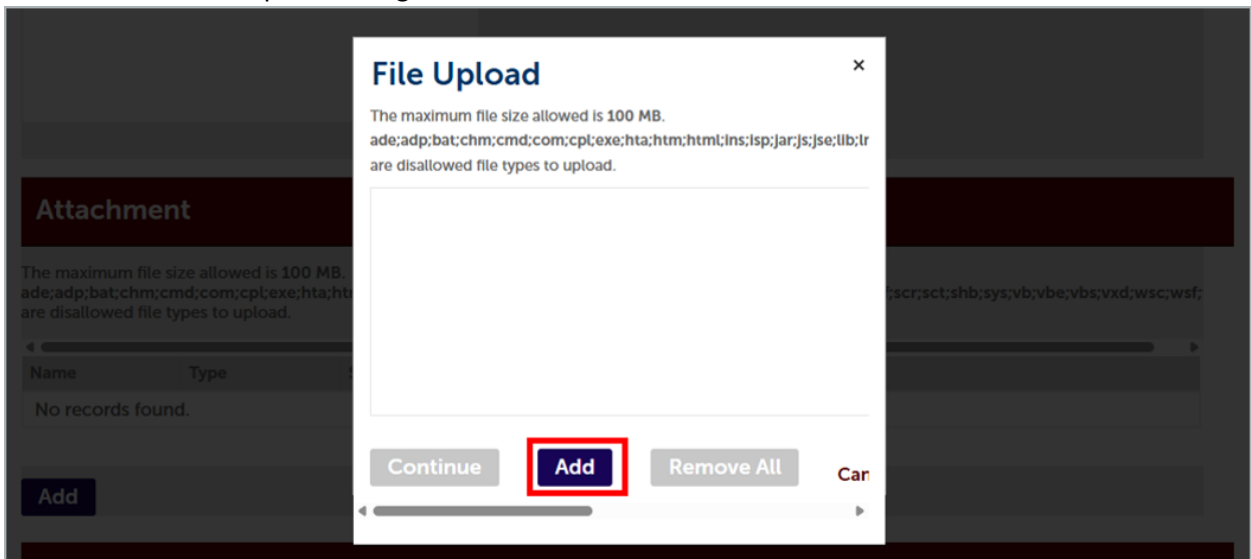 File Upload
×
The maximum file size allowed is 100 MB.
ade;adp;bat;chm;cmd;com;cpl;exe;hta;htm;html;ins;isp;jar;js;jse;lib;lr
are disallowed file types to upload.
Continue
Add
Remove All
Can
Attachment
The maximum file size allowed is 100 MB.
ade;adp;bat;chm;cmd;com;cpl;exe;hta;ht
;scr;sct;shb;sys;vb;vbe;vbs;vxd;wsc;wsf;
are disallowed file types to upload.
Name Type
No records found.
Add